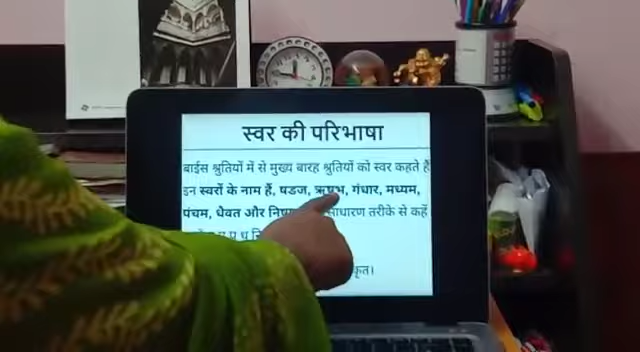 स्वर की परिभाषा
बाईस श्रुतियों में से मुख्य बारह श्रुतियों को स्वर कहते हैं
इन स्वरों के नाम हैं, षडज, ऋषभ, गंधार, मध्यम,
पंचम, धैवत और साधारण तरीके से कहें
प ध नि